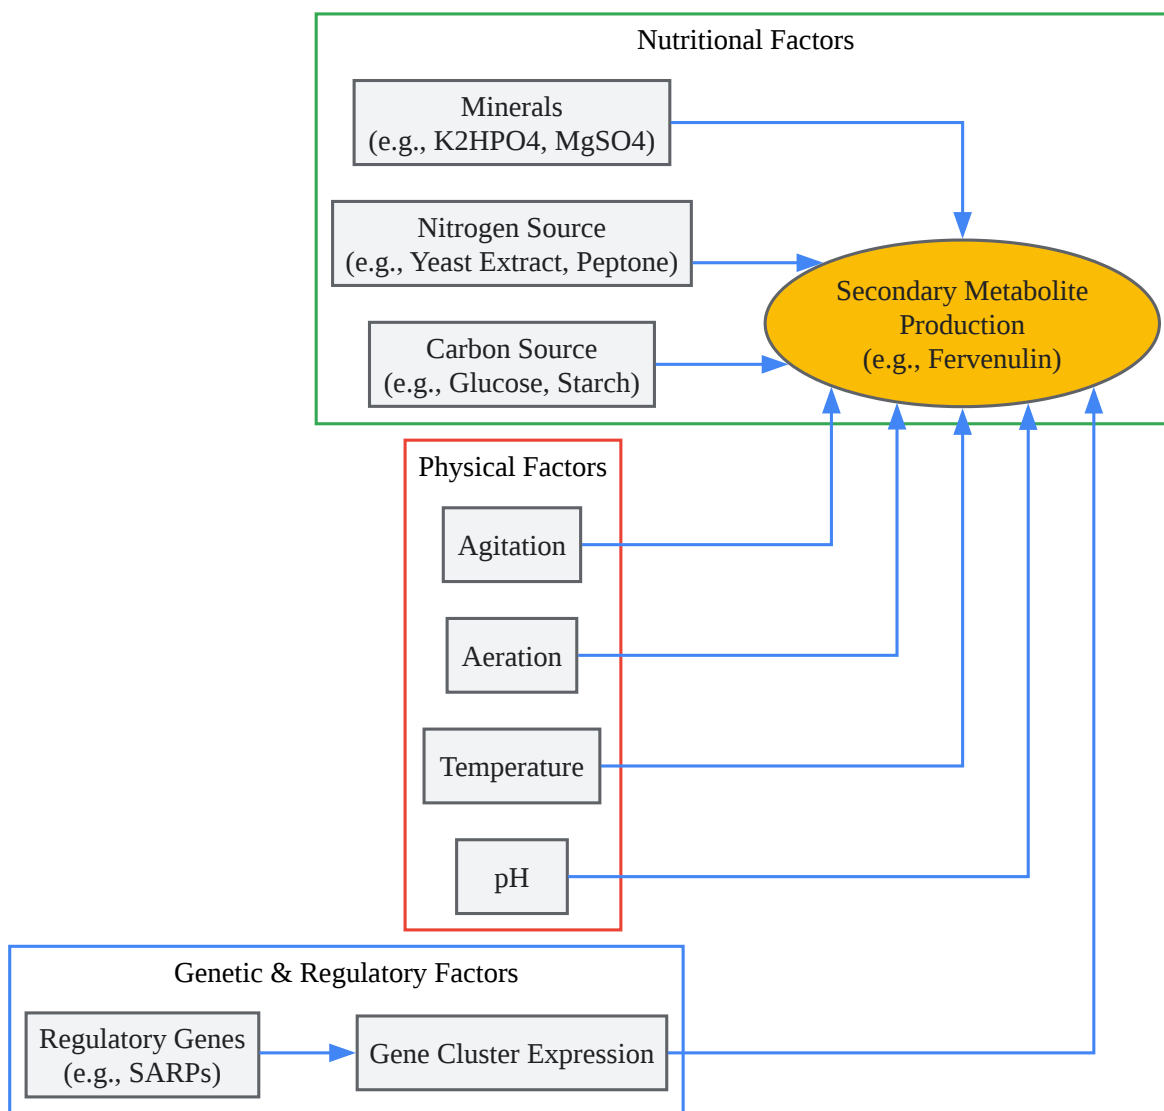 Nutritional Factors
Minerals
(e.g., K2HPO4, MgSO4)
Nitrogen Source
(e.g., Yeast Extract, Peptone)
Carbon Source
(e.g., Glucose, Starch)
Secondary Metabolite
Production
(e.g., Fervenulin)
Physical Factors
Agitation
Aeration
Temperature
pH
Genetic & Regulatory Factors
Regulatory Genes
(e.g., SARPs)
Gene Cluster Expression